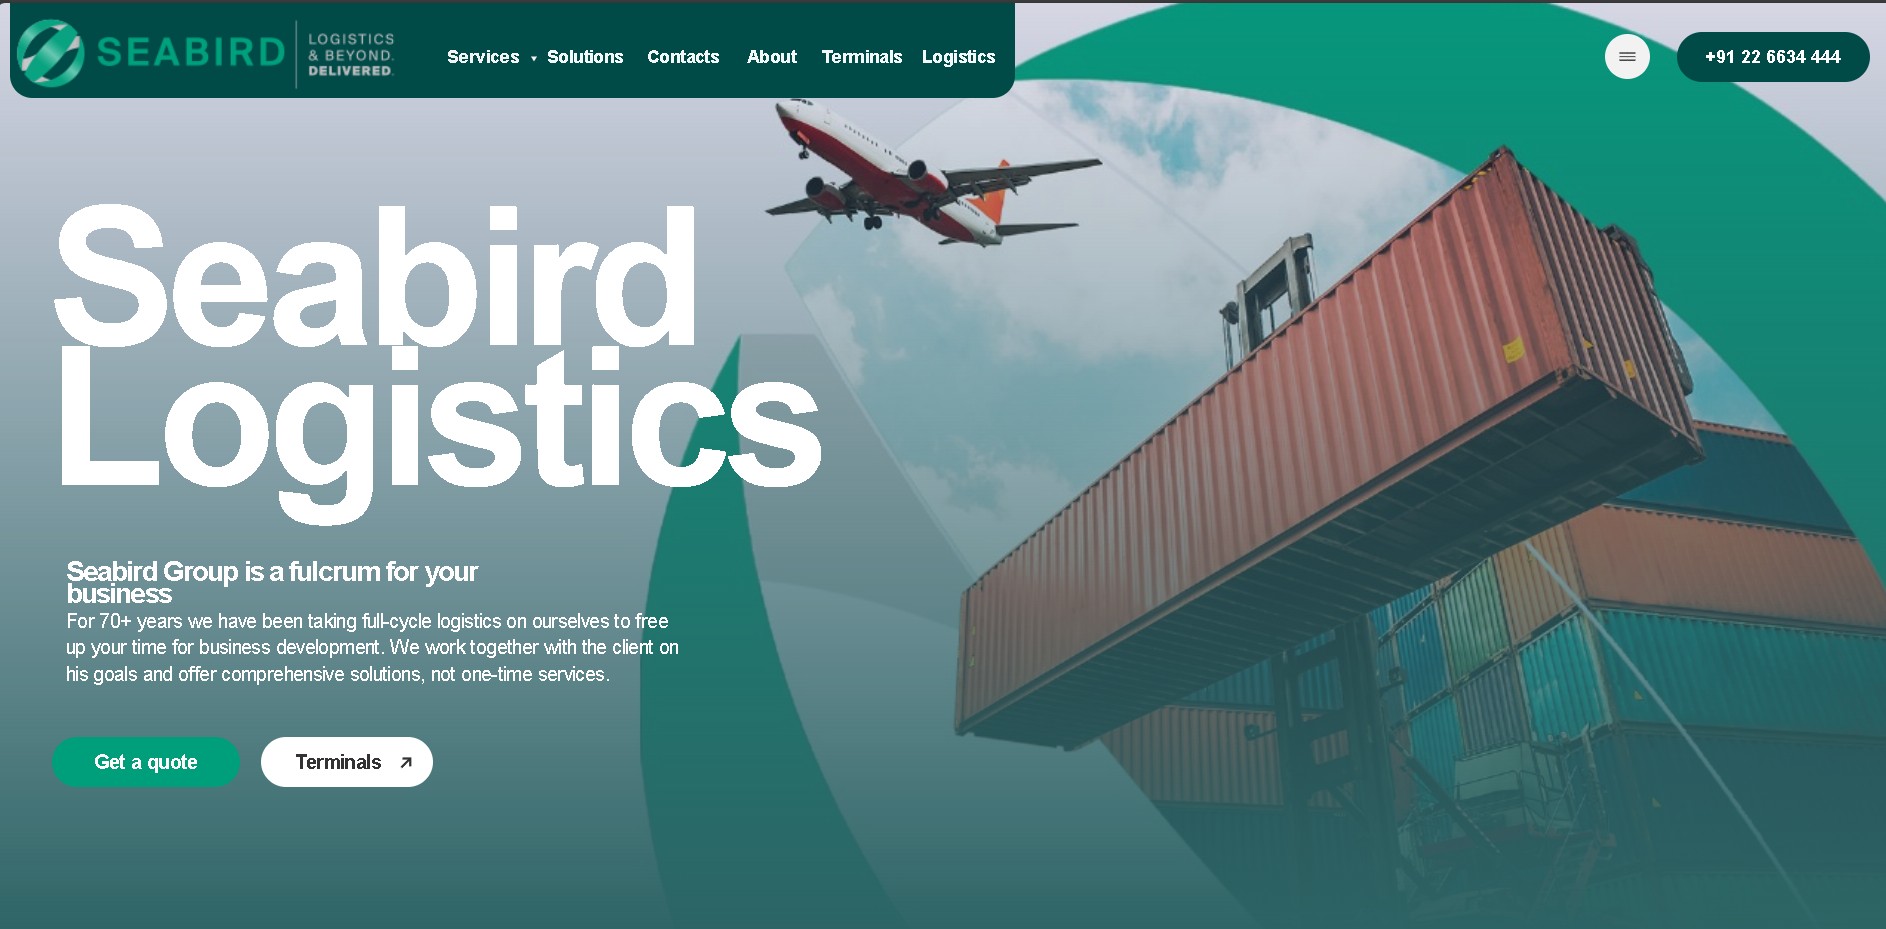 SEABIRD
LOGISTICS
& BEYOND.
DELIVERED.
Services
Solutions
Contacts
About
Terminals
Logistics
+91 22 6634 444
Seabird
Logistics
Seabird Group is a fulcrum for your
business
For 70+ years we have been taking full-cycle logistics on ourselves to free
up your time for business development. We work together with the client on
his goals and offer comprehensive solutions, not one-time services.
Get a quote
Terminals